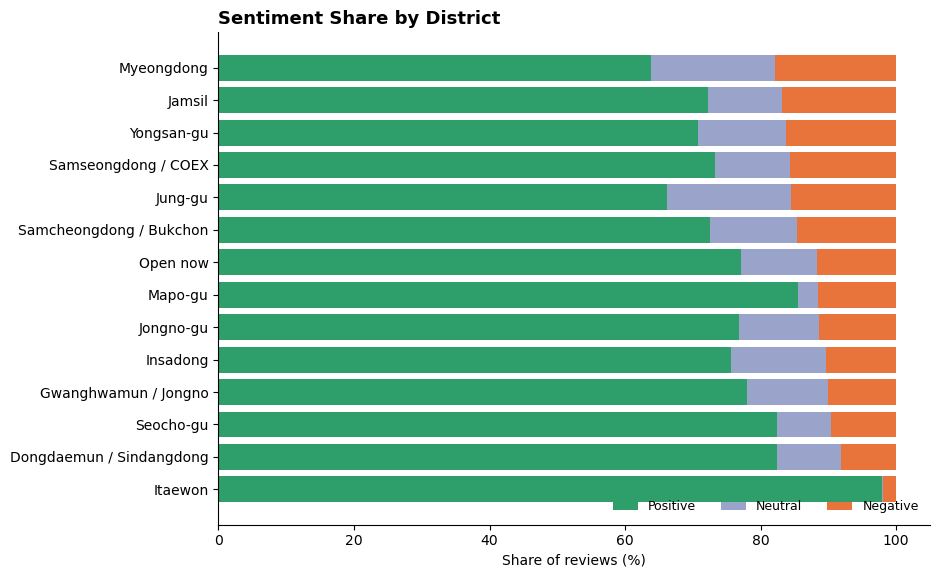 Sentiment Share by District
Myeongdong
Jamsil
Yongsan-gu
Samseongdong / COEX
Jung-gu
Samcheongdong / Bukchon
Open now
Mapo-gu
Jongno-gu
Insadong
Gwanghwamun / Jongno
Seocho-gu
Dongdaemun / Sindangdong
Itaewon
Positive Neutral Negative
0 20 40 60 80 100
Share of reviews (%)